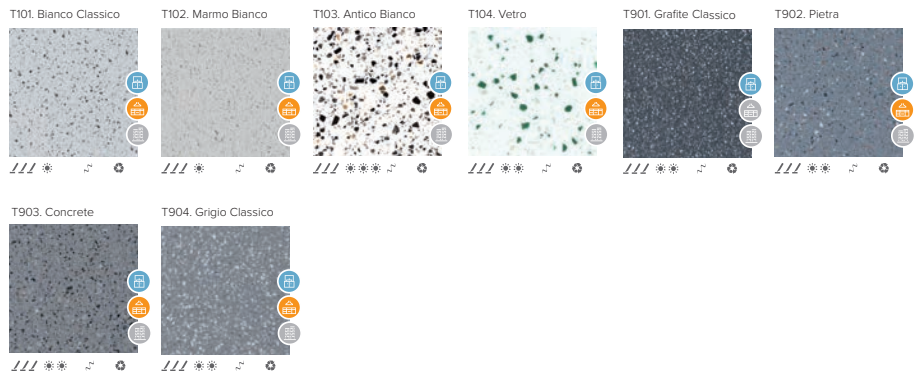 T101. Bianco Classico
T102. Marmo Bianco
T103. Antico Bianco
T104. Vetro
T901. Grafite Classico
T902. Pietra
T903. Concrete
T904. Grigio Classico